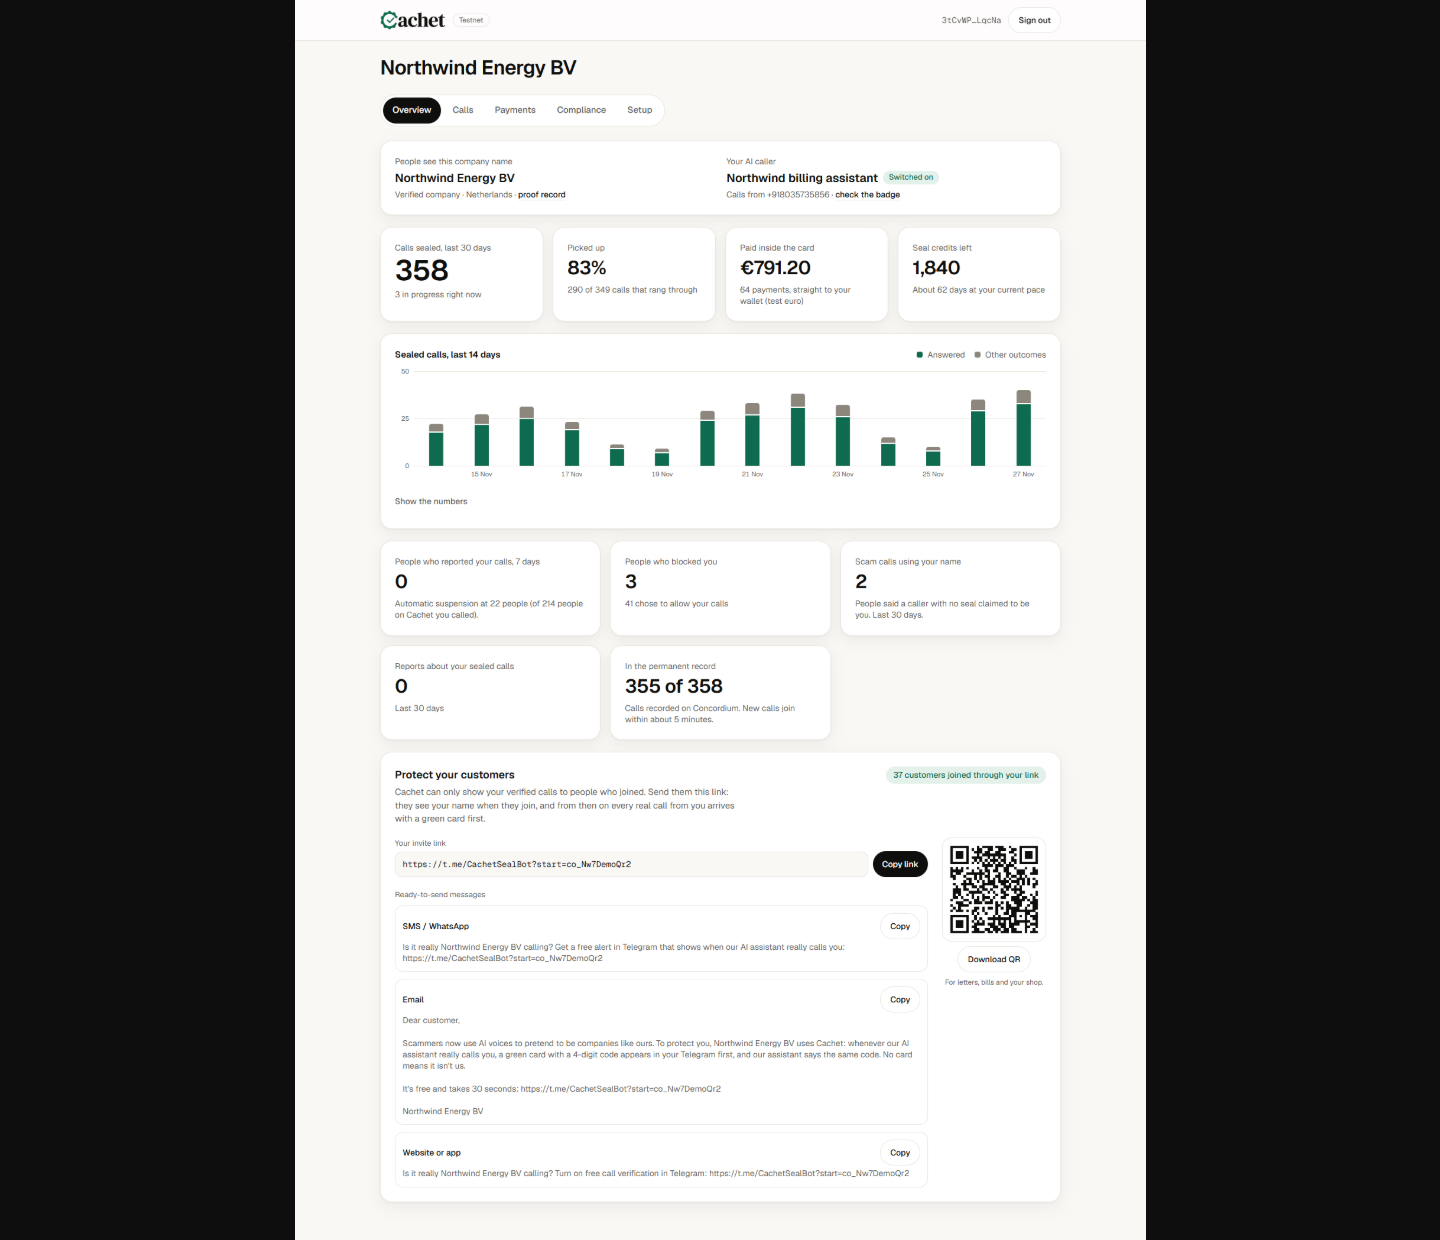 Cachet
Testnet
3tCvWP…LqcNa
Sign out
Northwind Energy BV
Overview
Calls
Payments
Compliance
Setup
People see this company name
Northwind Energy BV
Verified company · Netherlands · proof record
Your AI caller
Northwind billing assistant
Switched on
Calls from +918035735856 · check the badge
Calls sealed, last 30 days
358
3 in progress right now
Picked up
83%
290 of 349 calls that rang through
Paid inside the card
€791.20
64 payments, straight to your
wallet (test euro)
Seal credits left
1,840
About 62 days at your current pace
Sealed calls, last 14 days
Answered
Other outcomes
50
25
0
15 Nov
17 Nov
19 Nov
21 Nov
23 Nov
25 Nov
27 Nov
Show the numbers
People who reported your calls, 7 days
0
Automatic suspension at 22 people (of 214 people
on Cachet you called).
People who blocked you
3
41 chose to allow your calls
Scam calls using your name
2
People said a caller with no seal claimed to be
you. Last 30 days.
Reports about your sealed calls
0
Last 30 days
In the permanent record
355 of 358
Calls recorded on Concordium. New calls join
within about 5 minutes.
Protect your customers
37 customers joined through your link
Cachet can only show your verified calls to people who joined. Send them this link:
they see your name when they join, and from then on every real call from you arrives
with a green card first.
Your invite link
https://t.me/CachetSealBot?start=co_Nw7DemoQr2
Copy link
Ready-to-send messages
SMS / WhatsApp
Copy
Is it really Northwind Energy BV calling? Get a free alert in Telegram that shows when our AI assistant really calls you:
https://t.me/CachetSealBot?start=co_Nw7DemoQr2
Download QR
For letters, bills and your shop.
Email
Copy
Dear customer,
Scammers now use AI voices to pretend to be companies like ours. To protect you, Northwind Energy BV uses Cachet: whenever our AI
assistant really calls you, a green card with a 4-digit code appears in your Telegram first, and our assistant says the same code. No card
means it isn't us.
It's free and takes 30 seconds: https://t.me/CachetSealBot?start=co_Nw7DemoQr2
Northwind Energy BV
Website or app
Copy
Is it really Northwind Energy BV calling? Turn on free call verification in Telegram: https://t.me/CachetSealBot?start=co_Nw7DemoQr2